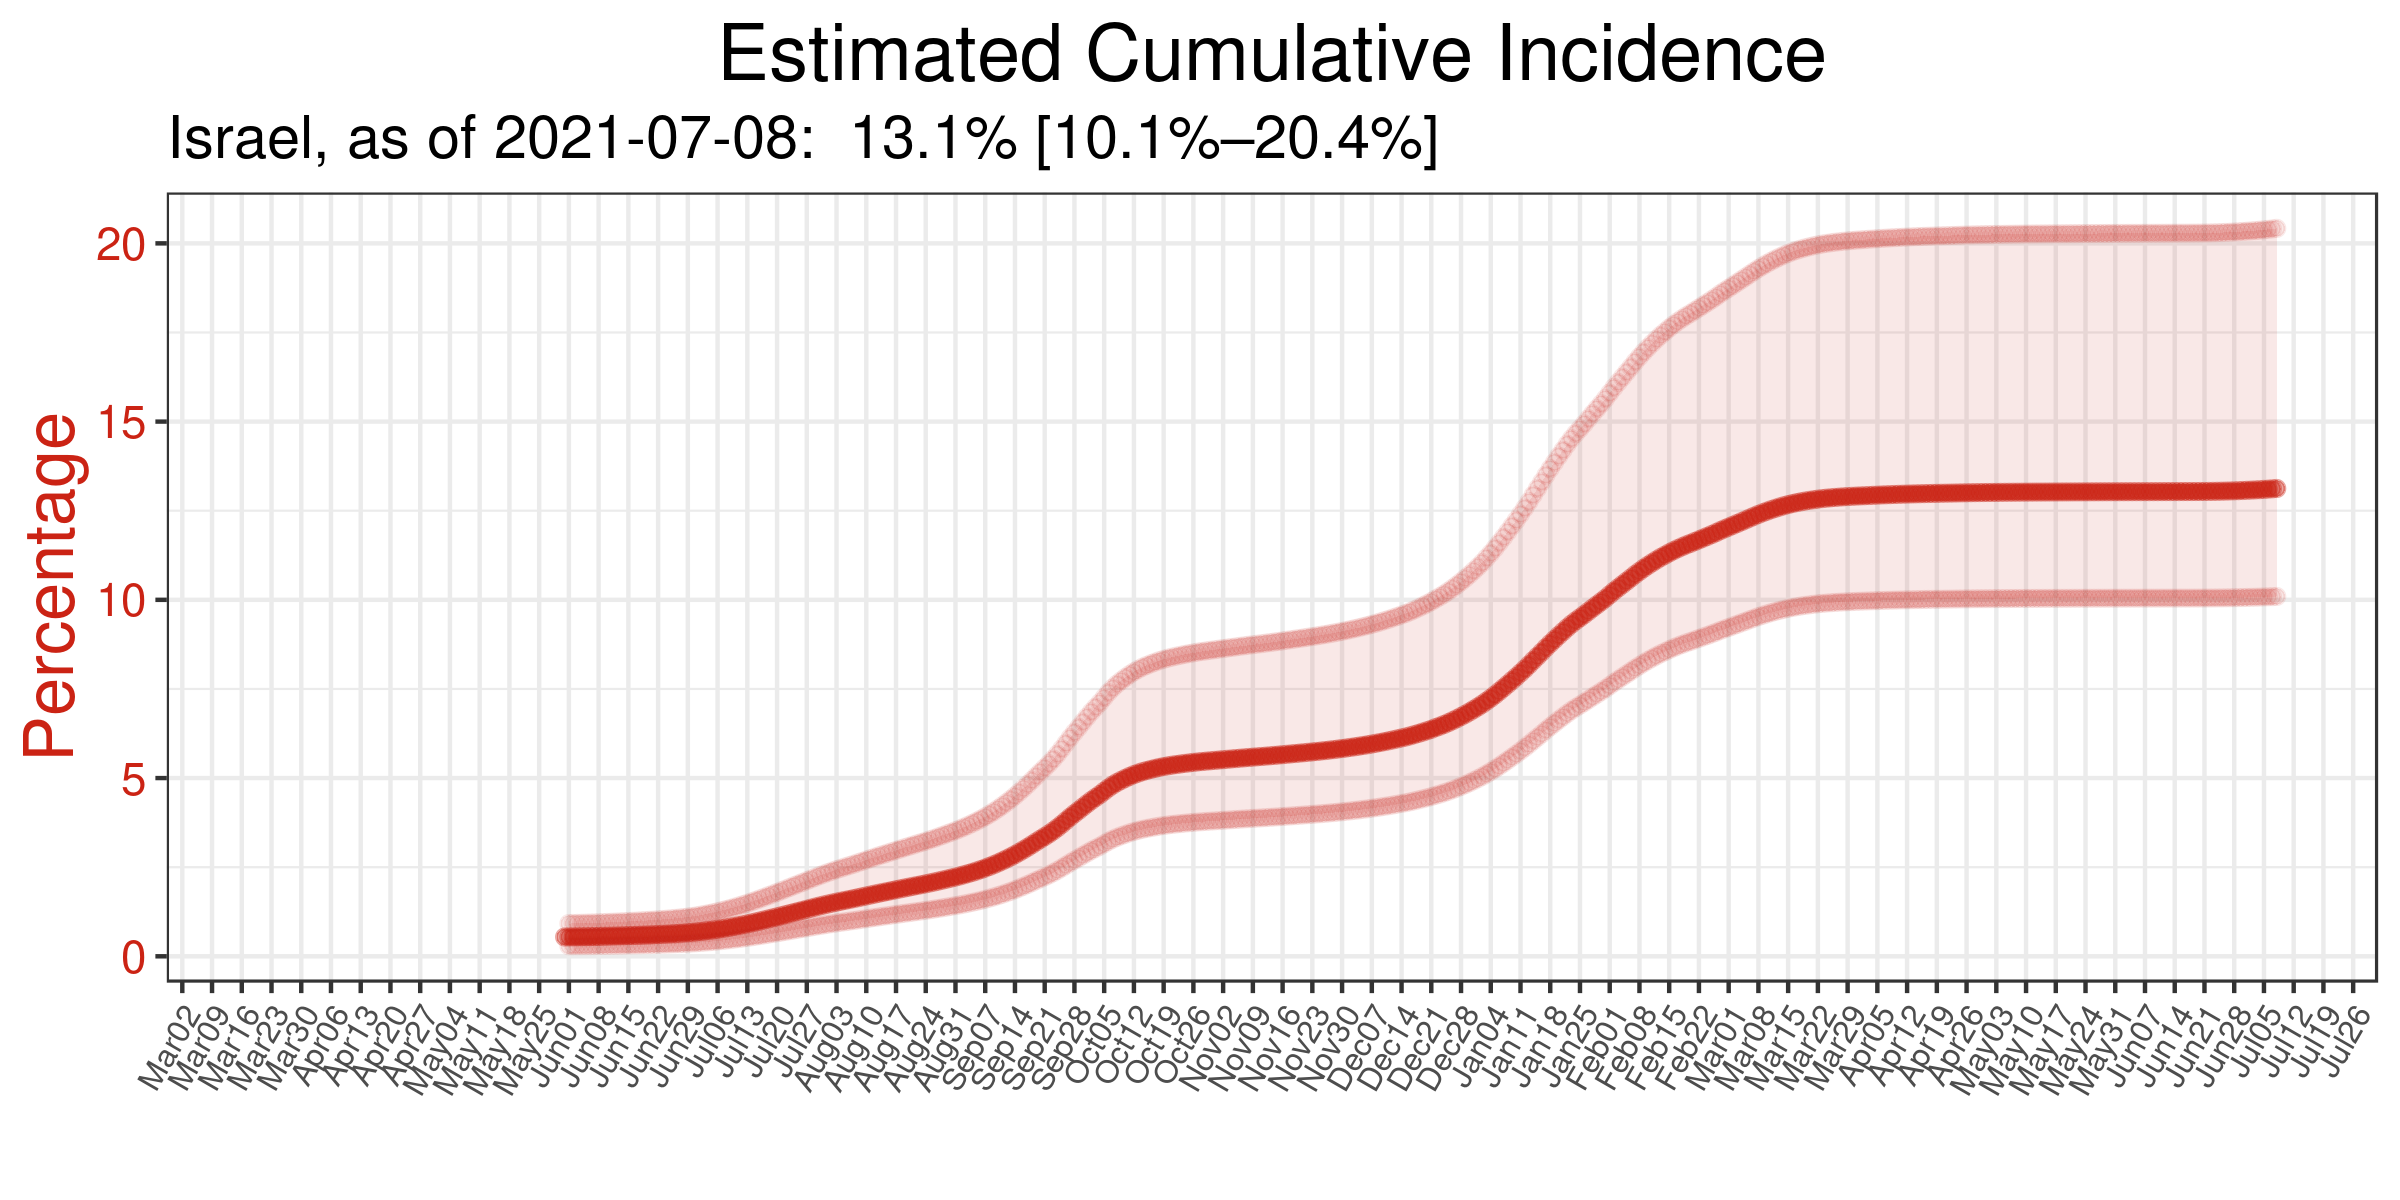 Estimated Cumulative Incidence
Israel, as of 2021-07-08:  13.1% [10.1%–20.4%]
Percentage
20
15
10
5
0
Mar02
Mar09
Mar16
Mar23
Mar30
Apr06
Apr13
Apr20
Apr27
May04
May11
May18
May25
Jun01
Jun08
Jun15
Jun22
Jun29
Jul06
Jul13
Jul20
Jul27
Aug03
Aug10
Aug17
Aug24
Aug31
Sep07
Sep14
Sep21
Sep28
Oct05
Oct12
Oct19
Oct26
Nov02
Nov09
Nov16
Nov23
Nov30
Dec07
Dec14
Dec21
Dec28
Jan04
Jan11
Jan18
Jan25
Feb01
Feb08
Feb15
Feb22
Mar01
Mar08
Mar15
Mar22
Mar29
Apr05
Apr12
Apr19
Apr26
May03
May10
May17
May24
May31
Jun07
Jun14
Jun21
Jun28
Jul05
Jul12
Jul19
Jul26